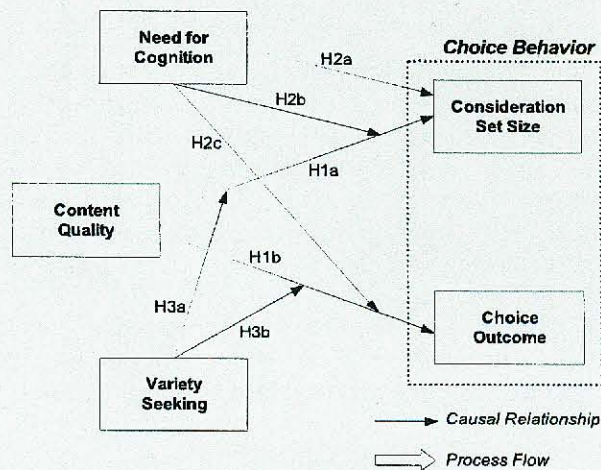 Need for
Cognition
Choice Behavior
H2a
H2b
Consideration
Set Size
H2c
H1a
Content
Quality
H1b
H3a
H3b
Choice
Outcome
Variety
Seeking
Causal Relationship
Process Flow